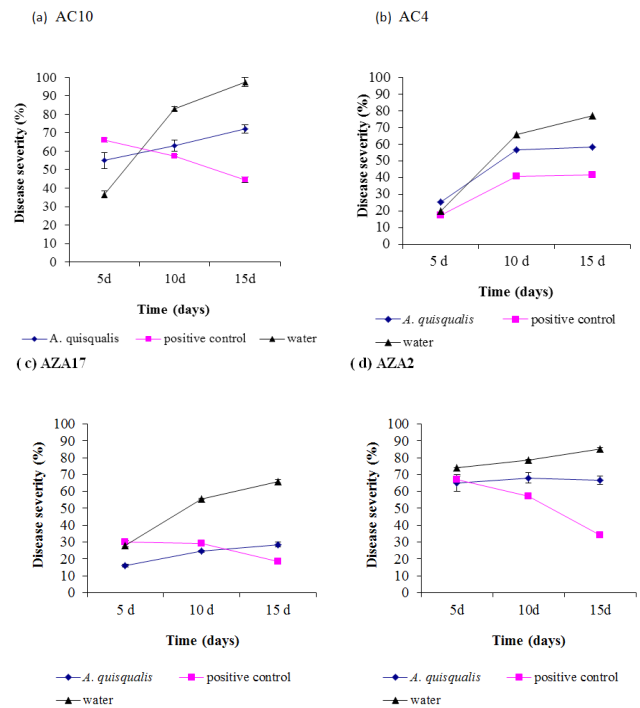 (a) AC10
(b) AC4
Disease severity (%)
100
90
80
70
60
50
40
30
20
10
0
5d 10d 15d
Time (days)
A. quisqualis positive control water
Disease severity (%)
100
90
80
70
60
50
40
30
20
10
0
5 d 10 d 15 d
Time (days)
A. quisqualis positive control
water
( c) AZA17
( d) AZA2
Disease severity (%)
100
90
80
70
60
50
40
30
20
10
0
5 d 10 d 15 d
Time (days)
A. quisqualis positive control
water
Disease severity (%)
100
90
80
70
60
50
40
30
20
10
0
5d 10d 15d
Time (days)
A. quisqualis positive control
water